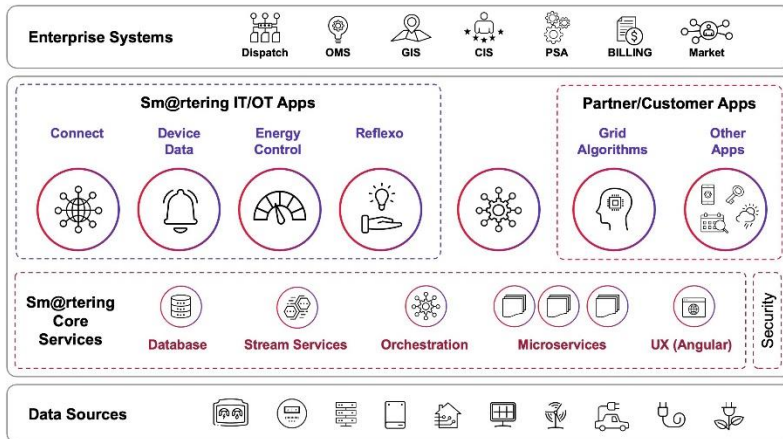 Enterprise Systems
Dispatch
OMS
GIS
CIS
PSA
BILLING
Market
Sm@rtering IT/OT Apps
Partner/Customer Apps
Connect
Device
Data
Energy
Control
Reflexo
Grid
Algorithms
Other
Apps
Sm@rtering
Core
Services
Database
Stream Services
Orchestration
Microservices
UX (Angular)
Security
Data Sources